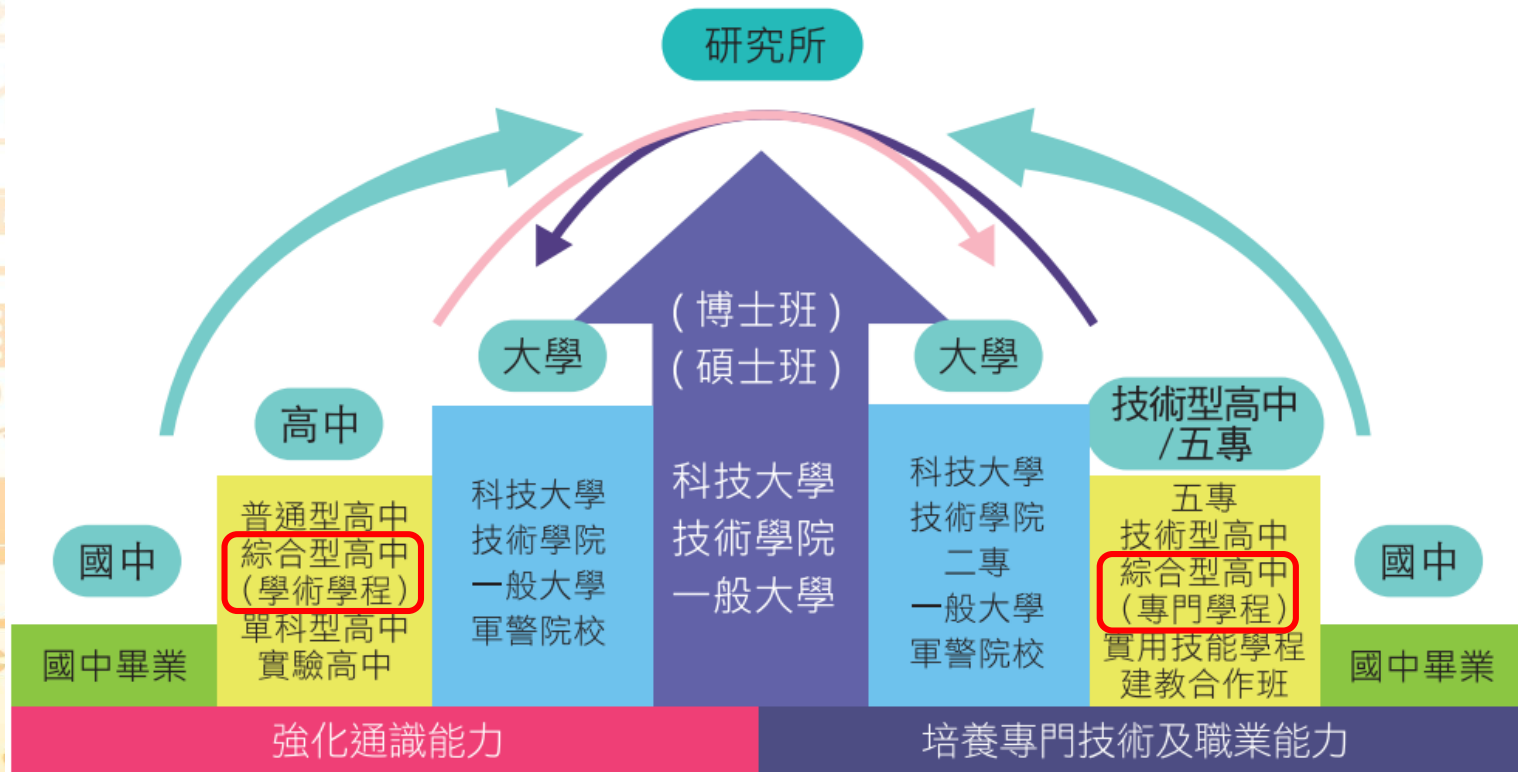 研究所
國中
國中畢業
高中
普通型高中
綜合型高中
(學術學程)
單科型高中
實驗高中
大學
科技大學
技術學院
一般大學
軍警院校
(博士班)
(碩士班)
科技大學
技術學院
一般大學
大學
科技大學
技術學院
二專
一般大學
軍警院校
技術型高中
/五專
五專
技術型高中
綜合型高中
(專門學程)
實用技能學程
建教合作班
國中
國中畢業
強化通識能力
培養專門技術及職業能力